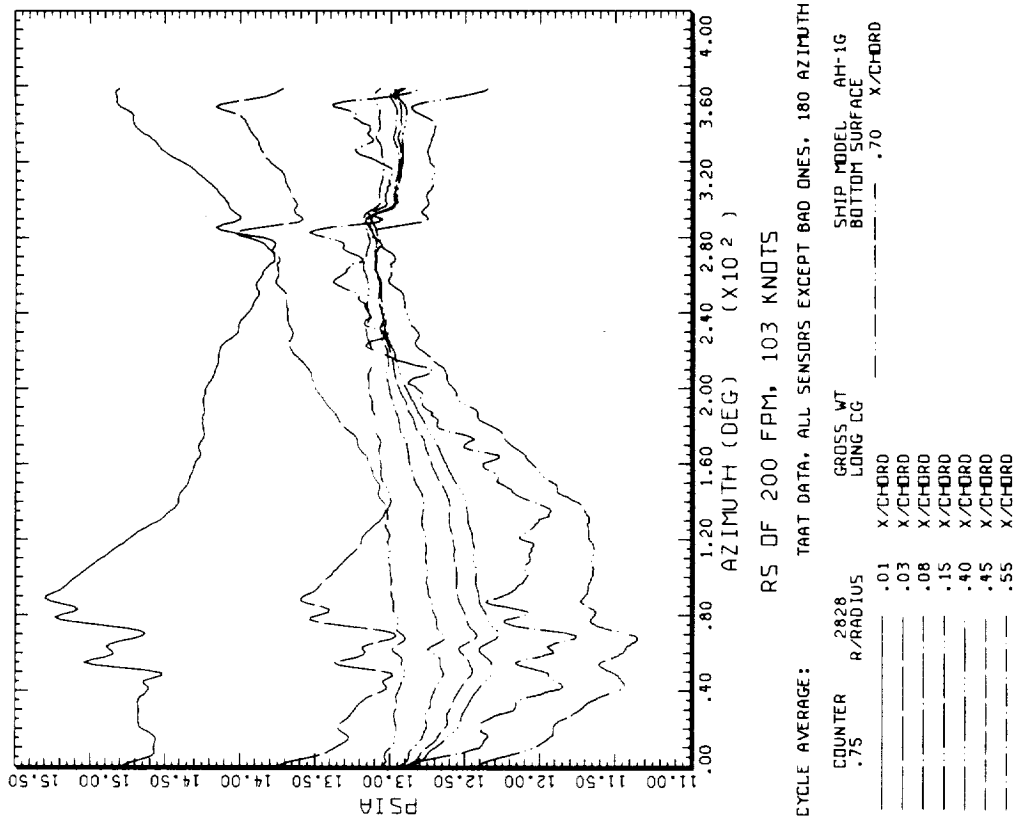 15.50
15.00
14.50
14.00
13.50
13.00
12.50
12.00
11.50
11.00
PSIA
.00
.40
.80
1.20
1.60
2.00
2.40
2.80
3.20
3.60
4.00
AZIMUTH (DEG) (X10 2 )
RS OF 200 FPM, 103 KNOTS
CYCLE AVERAGE: TAAT DATA, ALL SENSORS EXCEPT BAD ONES, 180 AZIMUTH
COUNTER 2828 GROSS WT SHIP MODEL AH-1G
.75 R/RADIUS LONG CG BOTTOM SURFACE
.01 X/CHORD .70 X/CHORD
.03 X/CHORD
.08 X/CHORD
.15 X/CHORD
.40 X/CHORD
.45 X/CHORD
.55 X/CHORD